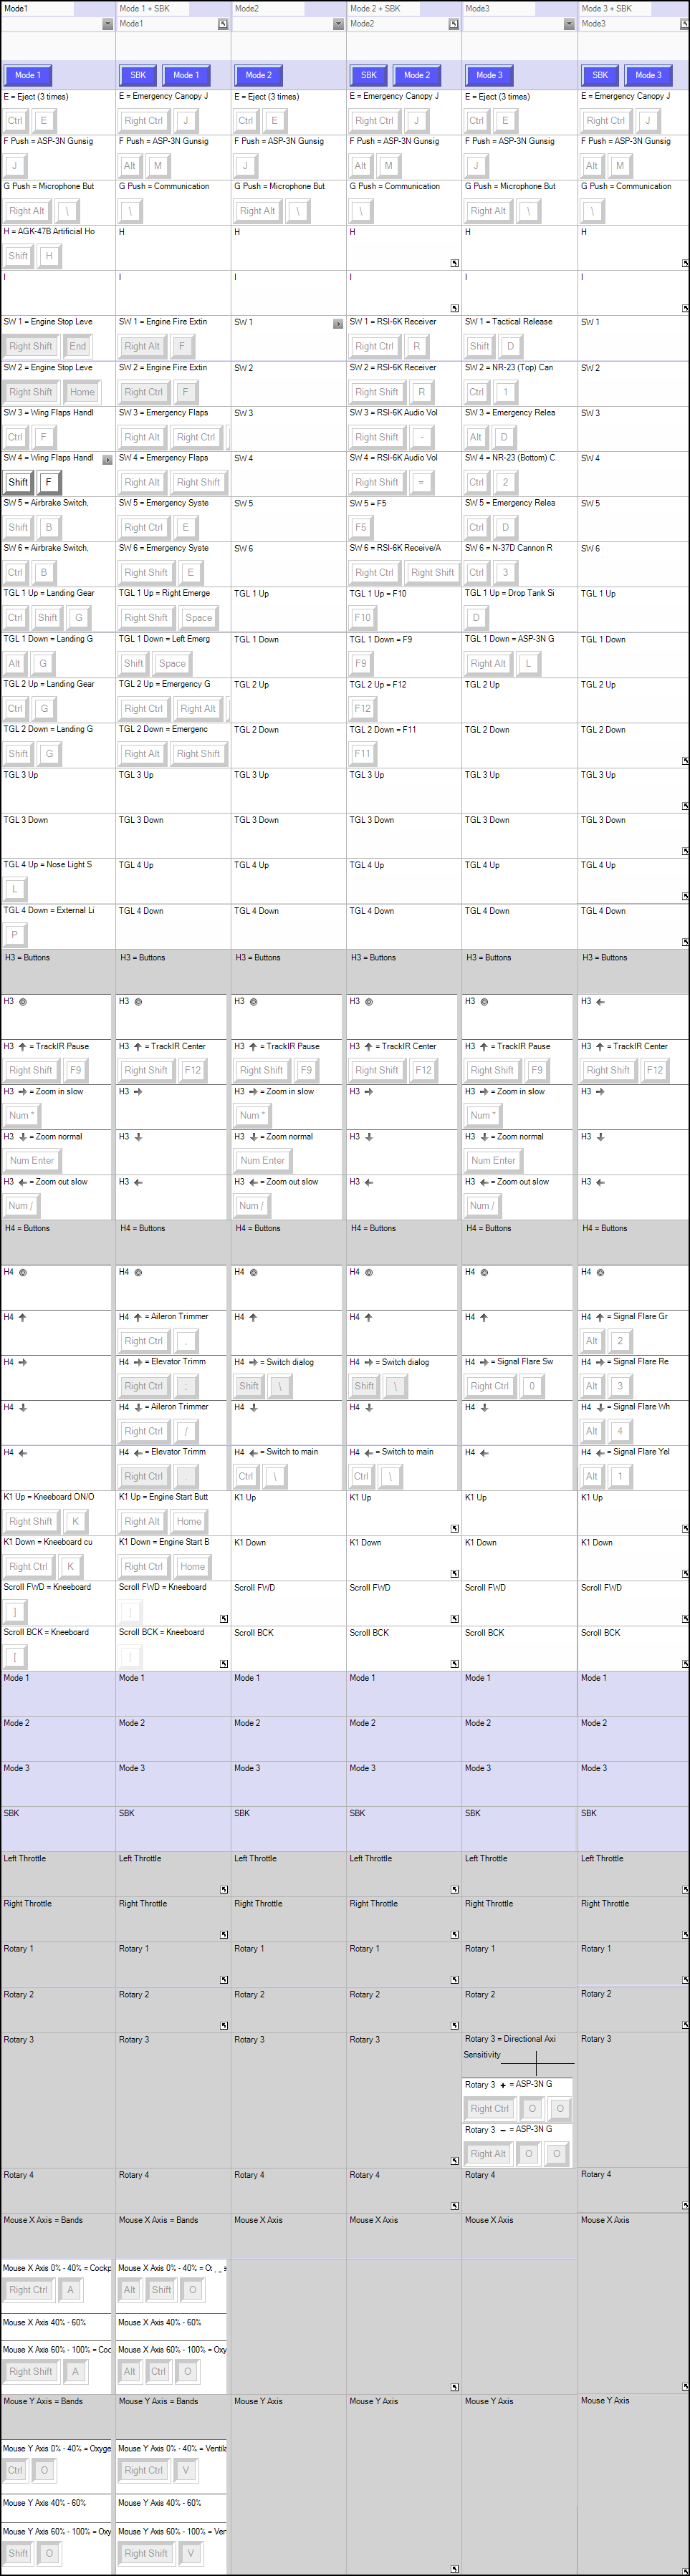 Mode1 Mode 1 + SBK Mode2 Mode 2 + SBK Mode3 Mode 3 + SBK
Mode1 Mode2 Mode3
Mode 1 SBK Mode 1 Mode 2 SBK Mode 2 Mode 3 SBK Mode 3
E = Eject (3 times) E = Emergency Canopy J E = Eject (3 times) E = Emergency Canopy J E = Eject (3 times) E = Emergency Canopy J
Ctrl E Right Ctrl J Ctrl E Right Ctrl J Ctrl E Right Ctrl J
F Push = ASP-3N Gunsig F Push = ASP-3N Gunsig F Push = ASP-3N Gunsig F Push = ASP-3N Gunsig F Push = ASP-3N Gunsig F Push = ASP-3N Gunsig
J Alt M J Alt M J Alt M
G Push = Microphone But G Push = Communication G Push = Microphone But G Push = Communication G Push = Microphone But G Push = Communication
Right Alt \ \ Right Alt \ \ Right Alt \ \
H = AGK-47B Artificial Ho H H H H H
Shift H
I I I I I I
SW 1 = Engine Stop Leve SW 1 = Engine Fire Extin SW 1 SW 1 = RSI-6K Receiver SW 1 = Tactical Release SW 1
Right Shift End Right Alt F Right Ctrl R Shift D
SW 2 = Engine Stop Leve SW 2 = Engine Fire Extin SW 2 SW 2 = RSI-6K Receiver SW 2 = NR-23 (Top) Can SW 2
Right Shift Home Right Ctrl F Right Shift R Ctrl 1
SW 3 = Wing Flaps Handl SW 3 = Emergency Flaps SW 3 SW 3 = RSI-6K Audio Vol SW 3 = Emergency Relea SW 3
Ctrl F Right Alt Right Ctrl Right Shift - Alt D
SW 4 = Wing Flaps Handl SW 4 = Emergency Flaps SW 4 SW 4 = RSI-6K Audio Vol SW 4 = NR-23 (Bottom) C SW 4
Shift F Right Alt Right Shift Right Shift = Ctrl 2
SW 5 = Airbrake Switch, SW 5 = Emergency Syste SW 5 SW 5 = F5 SW 5 = Emergency Relea SW 5
Shift B Right Ctrl E F5 Ctrl D
SW 6 = Airbrake Switch, SW 6 = Emergency Syste SW 6 SW 6 = RSI-6K Receive/A SW 6 = N-37D Cannon R SW 6
Ctrl B Right Shift E Right Ctrl Right Shift Ctrl 3
TGL 1 Up = Landing Gear TGL 1 Up = Right Emerge TGL 1 Up TGL 1 Up = F10 TGL 1 Up = Drop Tank Si TGL 1 Up
Ctrl Shift G Right Shift Space F10 D
TGL 1 Down = Landing G TGL 1 Down = Left Emerg TGL 1 Down TGL 1 Down = F9 TGL 1 Down = ASP-3N G TGL 1 Down
Alt G Shift Space F9 Right Alt L
TGL 2 Up = Landing Gear TGL 2 Up = Emergency G TGL 2 Up TGL 2 Up = F12 TGL 2 Up TGL 2 Up
Ctrl G Right Ctrl Right Alt F12
TGL 2 Down = Landing G TGL 2 Down = Emergenc TGL 2 Down TGL 2 Down = F11 TGL 2 Down TGL 2 Down
Shift G Right Alt Right Shift F11
TGL 3 Up TGL 3 Up TGL 3 Up TGL 3 Up TGL 3 Up TGL 3 Up
TGL 3 Down TGL 3 Down TGL 3 Down TGL 3 Down TGL 3 Down TGL 3 Down
TGL 4 Up = Nose Light S TGL 4 Up TGL 4 Up TGL 4 Up TGL 4 Up TGL 4 Up
L
TGL 4 Down = External Li TGL 4 Down TGL 4 Down TGL 4 Down TGL 4 Down TGL 4 Down
P
H3 = Buttons H3 = Buttons H3 = Buttons H3 = Buttons H3 = Buttons H3 = Buttons
H3 H3 H3 H3 H3 H3
H3 = TrackIR Pause H3 = TrackIR Center H3 = TrackIR Pause H3 = TrackIR Center H3 = TrackIR Pause H3 = TrackIR Center
Right Shift F9 Right Shift F12 Right Shift F9 Right Shift F12 Right Shift F9 Right Shift F12
H3 = Zoom in slow H3 H3 = Zoom in slow H3 H3 = Zoom in slow H3
Num * Num * Num *
H3 = Zoom normal H3 H3 = Zoom normal H3 H3 = Zoom normal H3
Num Enter Num Enter Num Enter
H3 = Zoom out slow H3 H3 = Zoom out slow H3 H3 = Zoom out slow H3
Num / Num / Num /
H4 = Buttons H4 = Buttons H4 = Buttons H4 = Buttons H4 = Buttons H4 = Buttons
H4 H4 H4 H4 H4 H4
H4 H4 = Aileron Trimmer H4 H4 H4 H4 = Signal Flare Gr
Right Ctrl , Alt 2
H4 H4 = Elevator Trimm H4 = Switch dialog H4 = Switch dialog H4 = Signal Flare Sw H4 = Signal Flare Re
Right Ctrl ; Shift \ Shift \ Right Ctrl 0 Alt 3
H4 H4 = Aileron Trimmer H4 H4 H4 H4 = Signal Flare Wh
Right Ctrl / Alt 4
H4 H4 = Elevator Trimm H4 = Switch to main H4 = Switch to main H4 H4 = Signal Flare Yel
Right Ctrl . Ctrl \ Ctrl \ Alt 1
K1 Up = Kneeboard ON/O K1 Up = Engine Start Butt K1 Up K1 Up K1 Up K1 Up
Right Shift K Right Alt Home
K1 Down = Kneeboard cu K1 Down = Engine Start B K1 Down K1 Down K1 Down K1 Down
Right Ctrl K Right Ctrl Home
Scroll FWD = Kneeboard Scroll FWD = Kneeboard Scroll FWD Scroll FWD Scroll FWD Scroll FWD
] ]
Scroll BCK = Kneeboard Scroll BCK = Kneeboard Scroll BCK Scroll BCK Scroll BCK Scroll BCK
[ [
Mode 1 Mode 1 Mode 1 Mode 1 Mode 1 Mode 1
Mode 2 Mode 2 Mode 2 Mode 2 Mode 2 Mode 2
Mode 3 Mode 3 Mode 3 Mode 3 Mode 3 Mode 3
SBK SBK SBK SBK SBK SBK
Left Throttle Left Throttle Left Throttle Left Throttle Left Throttle Left Throttle
Right Throttle Right Throttle Right Throttle Right Throttle Right Throttle Right Throttle
Rotary 1 Rotary 1 Rotary 1 Rotary 1 Rotary 1 Rotary 1
Rotary 2 Rotary 2 Rotary 2 Rotary 2 Rotary 2 Rotary 2
Rotary 3 Rotary 3 Rotary 3 Rotary 3 Rotary 3 = Directional Axi Rotary 3
Sensitivity
Rotary 3 + = ASP-3N G
Right Ctrl O O
Rotary 3 - = ASP-3N G
Right Alt O O
Rotary 4 Rotary 4 Rotary 4 Rotary 4 Rotary 4 Rotary 4
Mouse X Axis = Bands Mouse X Axis = Bands Mouse X Axis Mouse X Axis Mouse X Axis Mouse X Axis
Mouse X Axis 0% - 40% = Cockp Mouse X Axis 0% - 40% =
Right Ctrl A Alt Shift O
Mouse X Axis 40% - 60% Mouse X Axis 40% - 60%
Mouse X Axis 60% - 100% = Coc Mouse X Axis 60% - 100% = Oxy
Right Shift A Alt Ctrl O
Mouse Y Axis = Bands Mouse Y Axis = Bands Mouse Y Axis Mouse Y Axis Mouse Y Axis Mouse Y Axis
Mouse Y Axis 0% - 40% = Oxyge Mouse Y Axis 0% - 40% = Ventila
Ctrl O Right Ctrl V
Mouse Y Axis 40% - 60% Mouse Y Axis 40% - 60%
Mouse Y Axis 60% - 100% = Oxy Mouse Y Axis 60% - 100% = Ven
Shift O Right Shift V